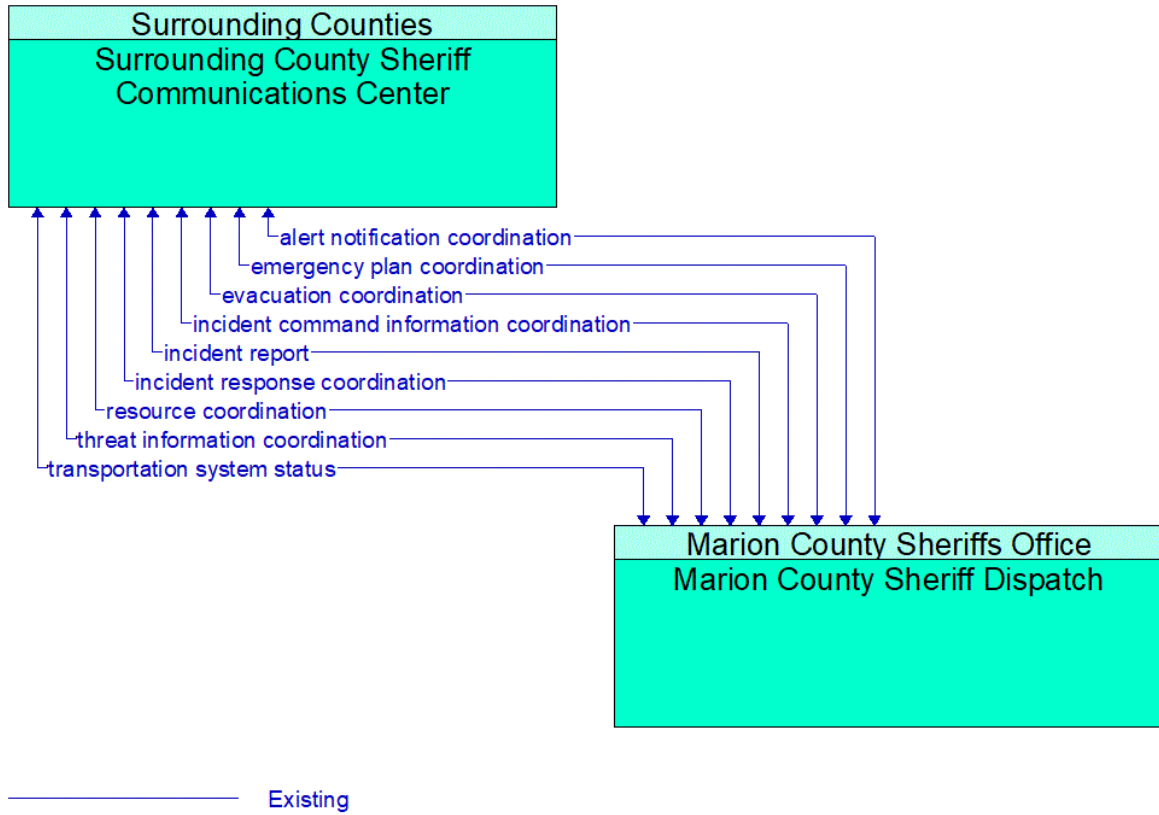 Surrounding Counties
Surrounding County Sheriff
Communications Center
alert notification coordination
emergency plan coordination
evacuation coordination
incident command information coordination
incident report
incident response coordination
resource coordination
threat information coordination
transportation system status
Marion County Sheriffs Office
Marion County Sheriff Dispatch
Existing